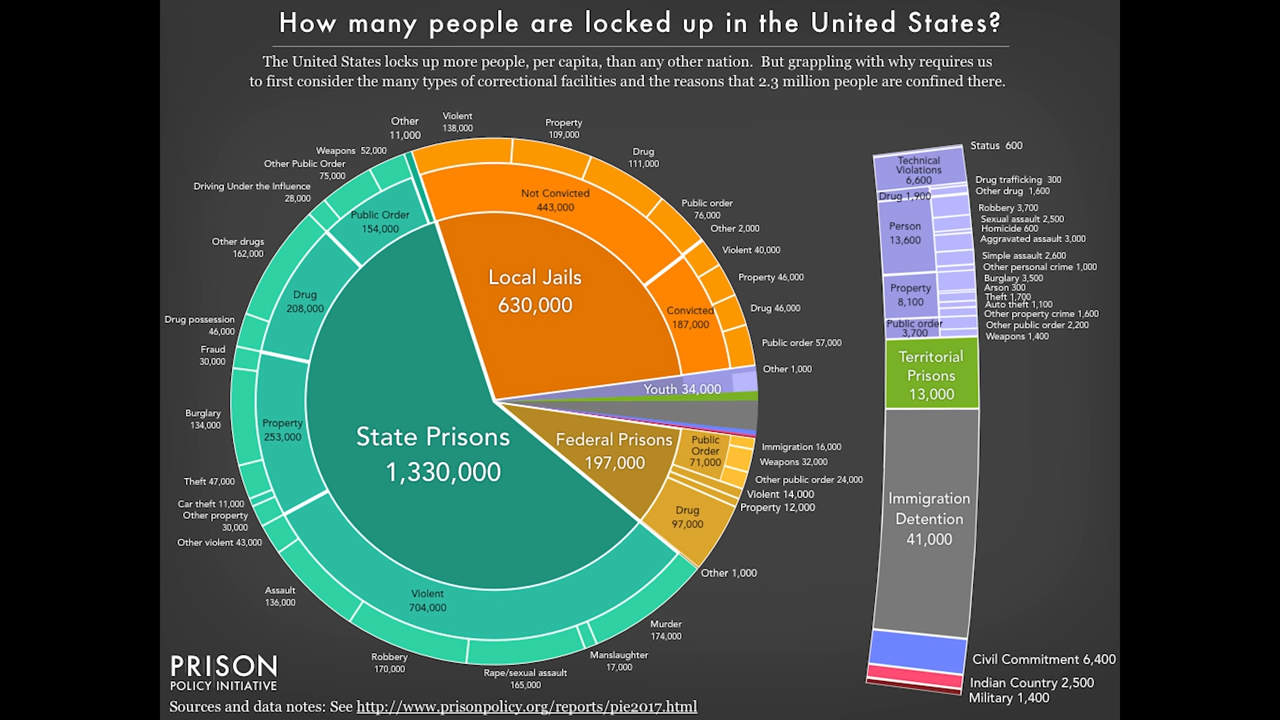 How many people are locked up in the United States?
The United States locks up more people, per capita, than any other nation. But grappling with why requires us
to first consider the many types of correctional facilities and the reasons that 2.3 million people are confined there.
Other
11,000
Violent
138,000
Property
109,000
Drug
111,000
Public order
76,000
Other 2,000
Violent 40,000
Property 46,000
Drug 46,000
Public order 57,000
Other 1,000
Not Convicted
443,000
Local Jails
630,000
Convicted
187,000
Youth 34,000
Weapons 52,000
Other Public Order
75,000
Driving Under the Influence
28,000
Public Order
154,000
Other drugs
162,000
Drug
208,000
Drug possession
46,000
Fraud
30,000
Burglary
134,000
Property
253,000
Theft 47,000
Car theft 11,000
Other property
30,000
Other violent 43,000
Assault
136,000
State Prisons
1,330,000
Violent
704,000
Robbery
170,000
Rape/sexual assault
165,000
Manslaughter
17,000
Murder
174,000
Federal Prisons
197,000
Public
Order
71,000
Immigration 16,000
Weapons 32,000
Other public order 24,000
Violent 14,000
Property 12,000
Drug
97,000
Other 1,000
Status 600
Technical
Violations
6,600
Drug trafficking 300
Other drug 1,600
Drug 1,900
Robbery 3,700
Sexual assault 2,500
Homicide 600
Aggravated assault 3,000
Person
13,600
Simple assault 2,600
Other personal crime 1,000
Burglary 3,500
Arson 300
Theft 1,700
Auto theft 1,100
Other property crime 1,600
Property
8,100
Other public order 2,200
Weapons 1,400
Public order
3,700
Territorial
Prisons
13,000
Immigration
Detention
41,000
Civil Commitment 6,400
Indian Country 2,500
Military 1,400
PRISON
POLICY INITIATIVE
Sources and data notes: See http://www.prisonpolicy.org/reports/pie2017.html